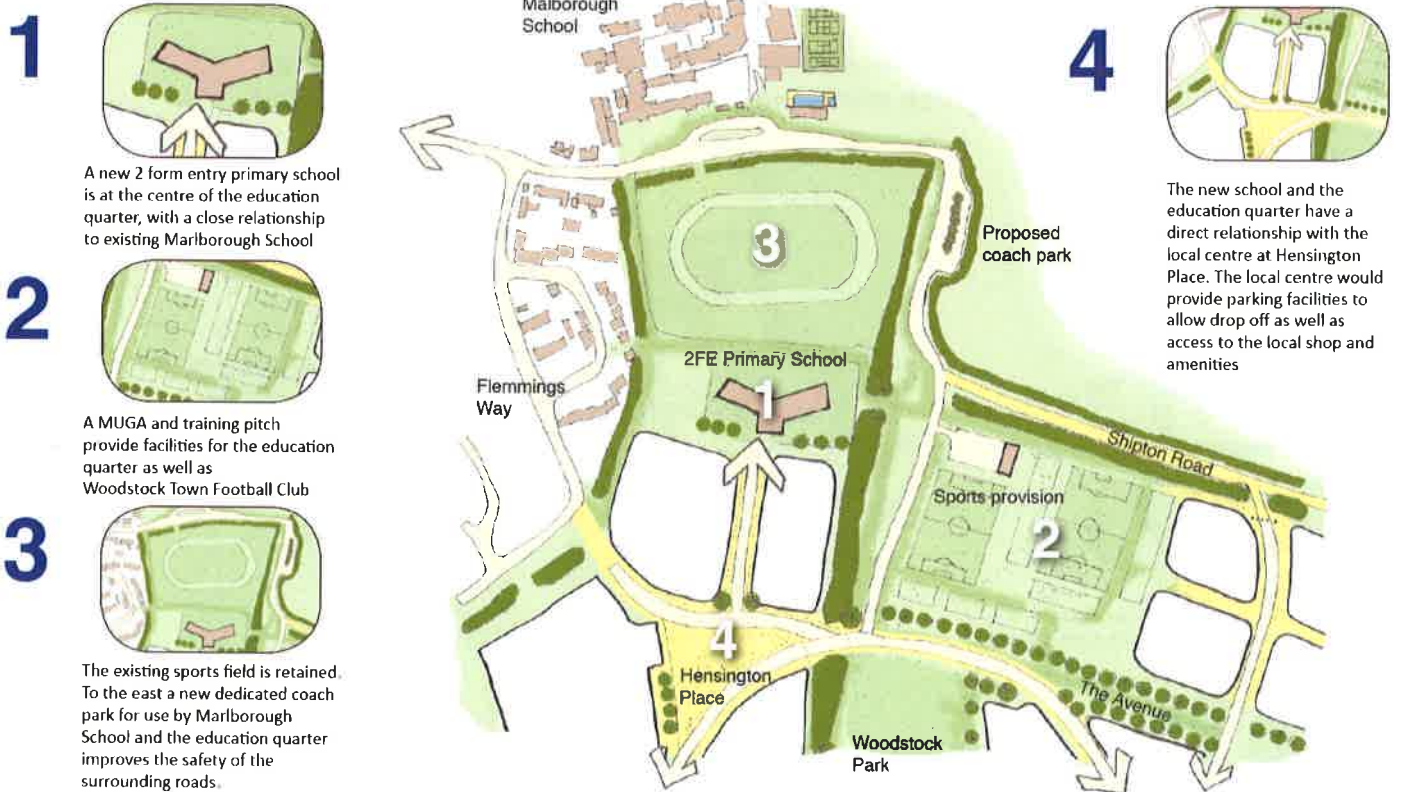 1
A new 2 form entry primary school
is at the centre of the education
quarter, with a close relationship
to existing Marlborough School
2
A MUGA and training pitch
provide facilities for the education
quarter as well as
Woodstock Town Football Club
3
The existing sports field is retained.
To the east a new dedicated coach
park for use by Marlborough
School and the education quarter
improves the safety of the
surrounding roads.
Malborough
School
3
Proposed
coach park
2FE Primary School
1
Flemmings
Way
Shipton Road
Sports provision
2
4
Hensington
Place
The Avenue
Woodstock
Park
4
The new school and the
education quarter have a
direct relationship with the
local centre at Hensington
Place. The local centre would
provide parking facilities to
allow drop off as well as
access to the local shop and
amenities